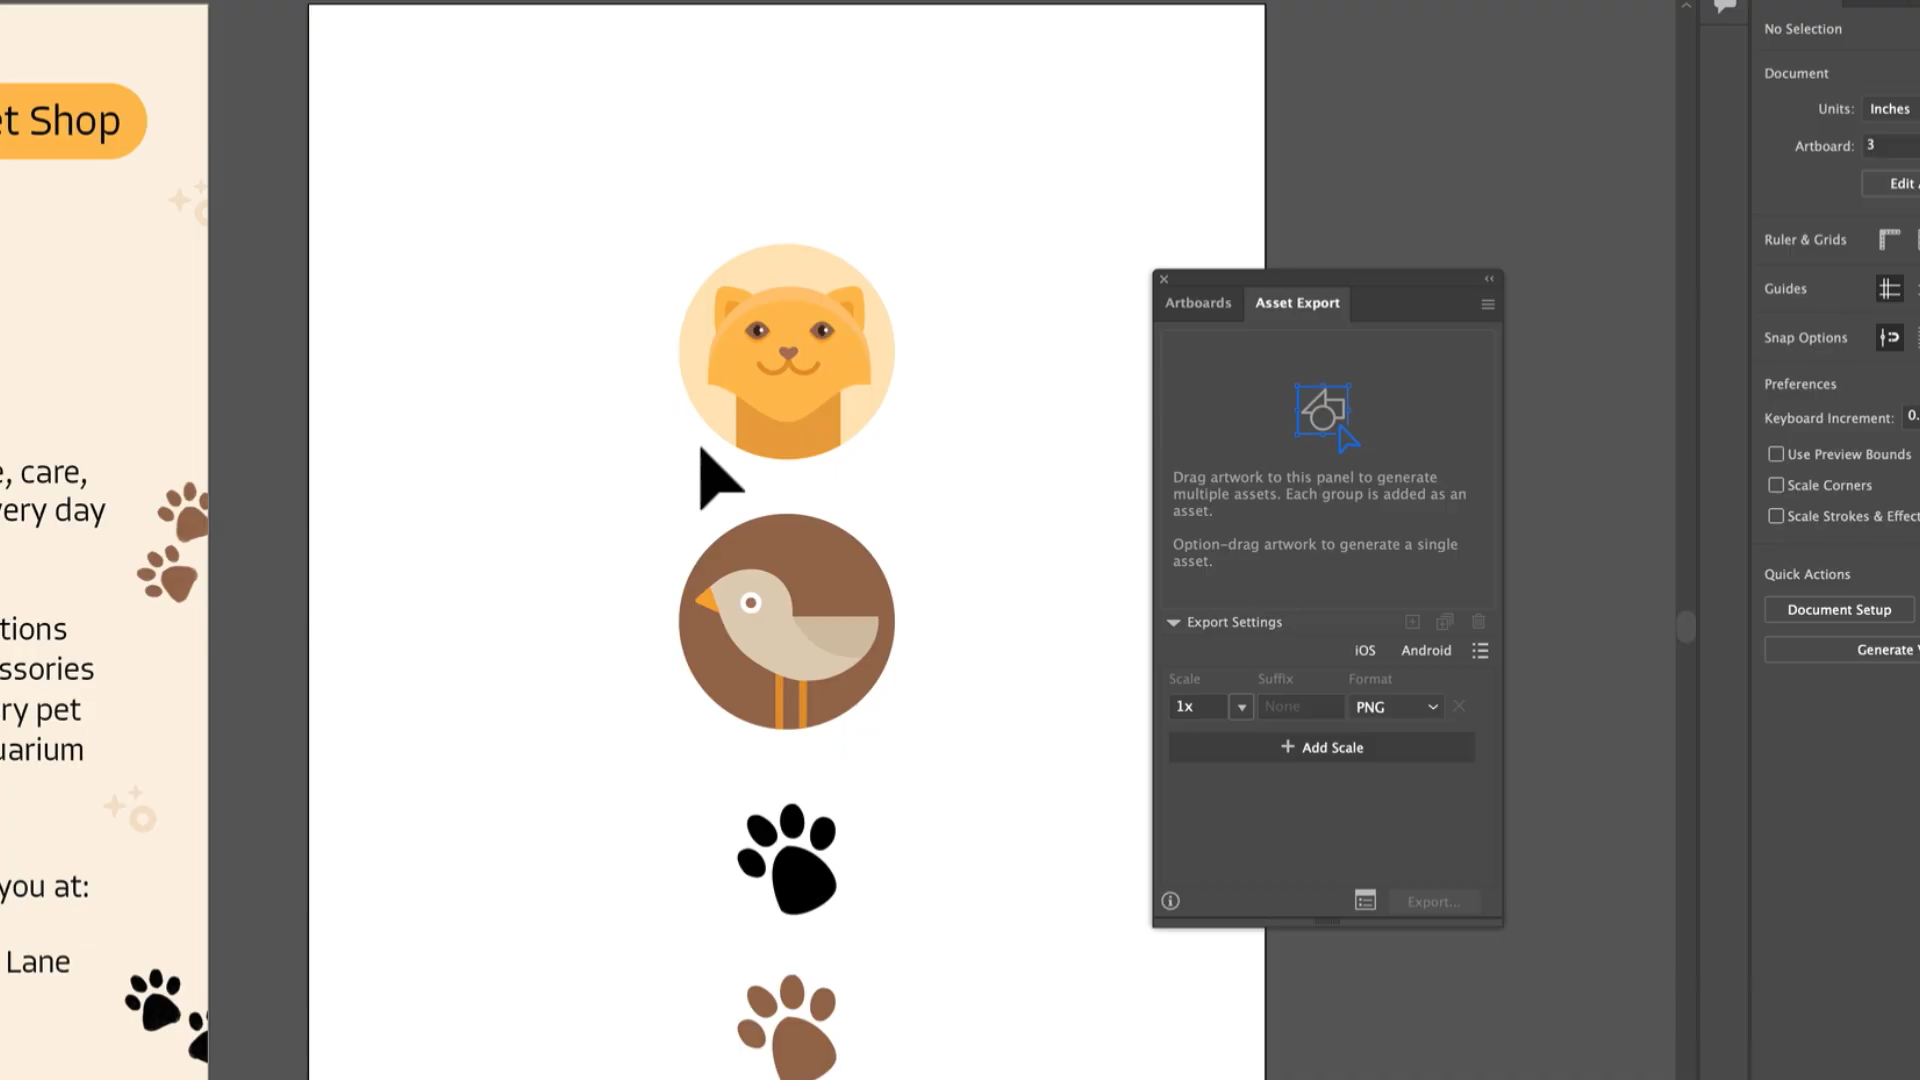 et Shop
e, care,
very day
tions
ssories
ry pet
uarium
you at:
Lane
Artboards
Asset Export
Drag artwork to this panel to generate
multiple assets. Each group is added as an
asset.
Option-drag artwork to generate a single
asset.
Export Settings
iOS Android
Scale Suffix Format
1x None PNG
+ Add Scale
Export...
No Selection
Document
Units: Inches
Artboard: 3
Edit
Ruler & Grids
Guides
Snap Options
Preferences
Keyboard Increment: 0.
Use Preview Bounds
Scale Corners
Scale Strokes & Effect
Quick Actions
Document Setup
Generate